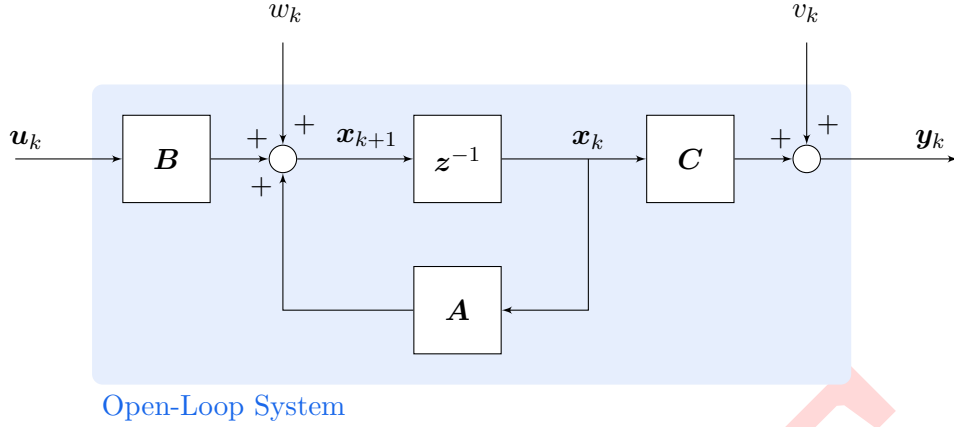 w_k
v_k
u_k
B
+
+
+
x_{k+1}
z^{-1}
x_k
C
+
+
y_k
A
Open-Loop System